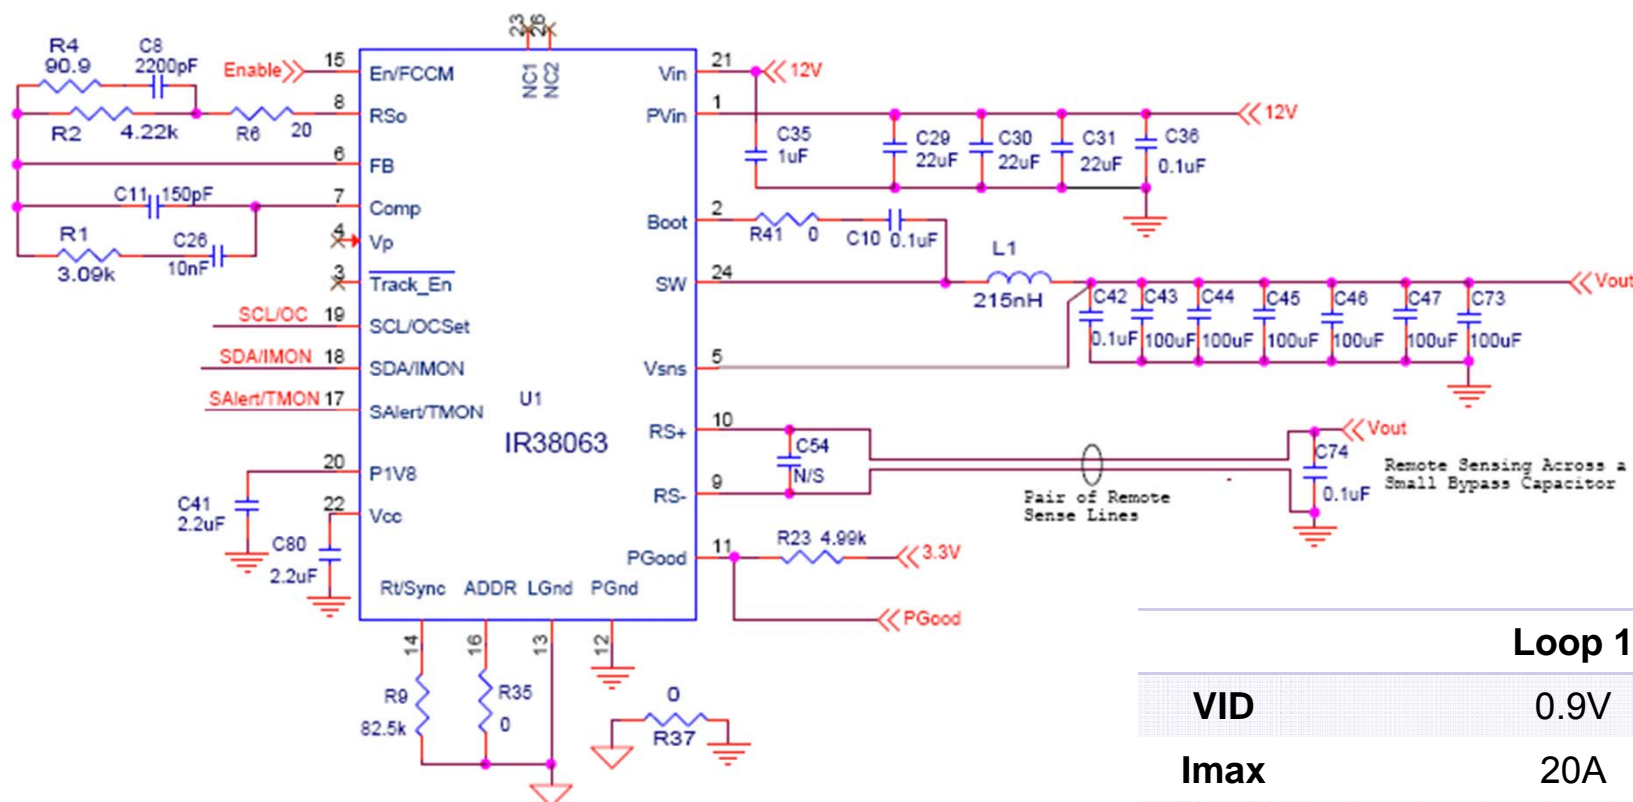 R4
90.9
C8
2200pF
R2
4.22k
R6
20
C11
150pF
R1
3.09k
C26
10nF
Enable
15
En/FCCM
8
RSo
6
FB
7
Comp
4
Vp
3
Track_En
SCL/OC
19
SCL/OCSet
SDA/IMON
18
SDA/IMON
SAlert/TMON
17
SAlert/TMON
20
P1V8
C41
2.2uF
22
Vcc
C80
2.2uF
23
26
NC1
NC2
U1
IR38063
Rt/Sync
ADDR
LGnd
PGnd
14
16
13
12
R9
82.5k
R35
0
0
R37
Vin
21
12V
PVin
1
12V
C35
1uF
C29
22uF
C30
22uF
C31
22uF
C36
0.1uF
Boot
2
R41
0
C10
0.1uF
SW
24
L1
215nH
Vout
C42
0.1uF
C43
100uF
C44
100uF
C45
100uF
C46
100uF
C47
100uF
C73
100uF
Vsns
5
RS+
10
C54
N/S
RS-
9
Pair of Remote
Sense Lines
Vout
C74
0.1uF
Remote Sensing Across a
Small Bypass Capacitor
PGood
11
R23 4.99k
3.3V
PGood
Loop 1
VID 0.9V
Imax 20A